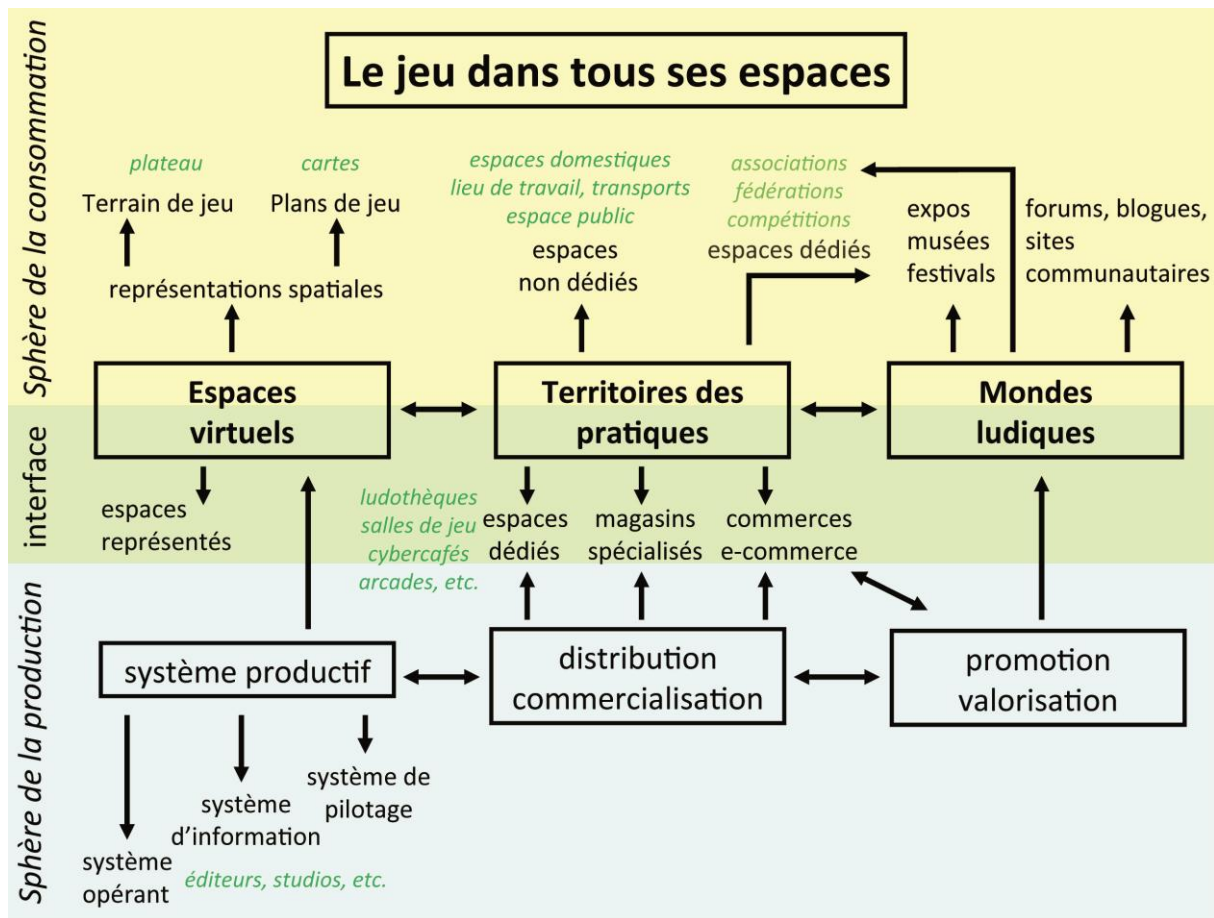 Le jeu dans tous ses espaces
Sphère de la consommation
plateau
Terrain de jeu
cartes
Plans de jeu
représentations spatiales
espaces domestiques
lieu de travail, transports
espace public
espaces
non dédiés
associations
fédérations
compétitions
espaces dédiés
expos
musées
festivals
forums, blogues,
sites
communautaires
Espaces
virtuels
Territoires des
pratiques
Mondes
ludiques
interface
espaces
représentés
ludothèques
salles de jeu
cybercafés
arcades, etc.
espaces
dédiés
magasins
spécialisés
commerces
e-commerce
Sphère de la production
système productif
distribution
commercialisation
promotion
valorisation
système
opérant
système
d'information
éditeurs, studios, etc.
système de
pilotage